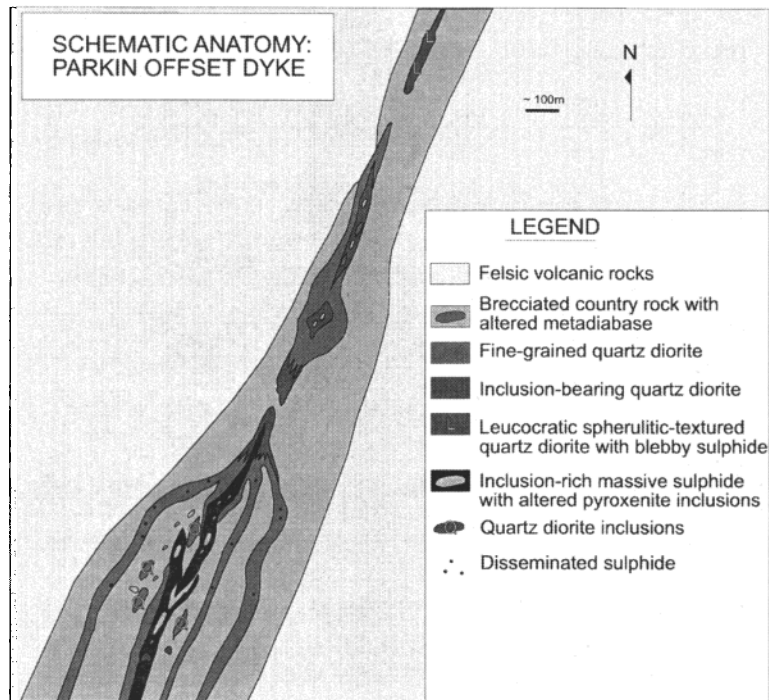 SCHEMATIC ANATOMY:
PARKIN OFFSET DYKE
N
~ 100m
L
L
LEGEND
Felsic volcanic rocks
Brecciated country rock with
altered metadiabase
Fine-grained quartz diorite
Inclusion-bearing quartz diorite
L
Leucocratic spherulitic-textured
quartz diorite with blebby sulphide
Inclusion-rich massive sulphide
with altered pyroxenite inclusions
Quartz diorite inclusions
Disseminated sulphide